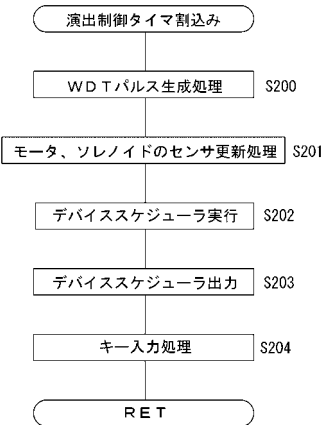 演出制御タイマ割込み
WDTパルス生成処理 S200
モータ、ソレノイドのセンサ更新処理 S201
デバイススケジューラ実行 S202
デバイススケジューラ出力 S203
キー入力処理 S204
RET